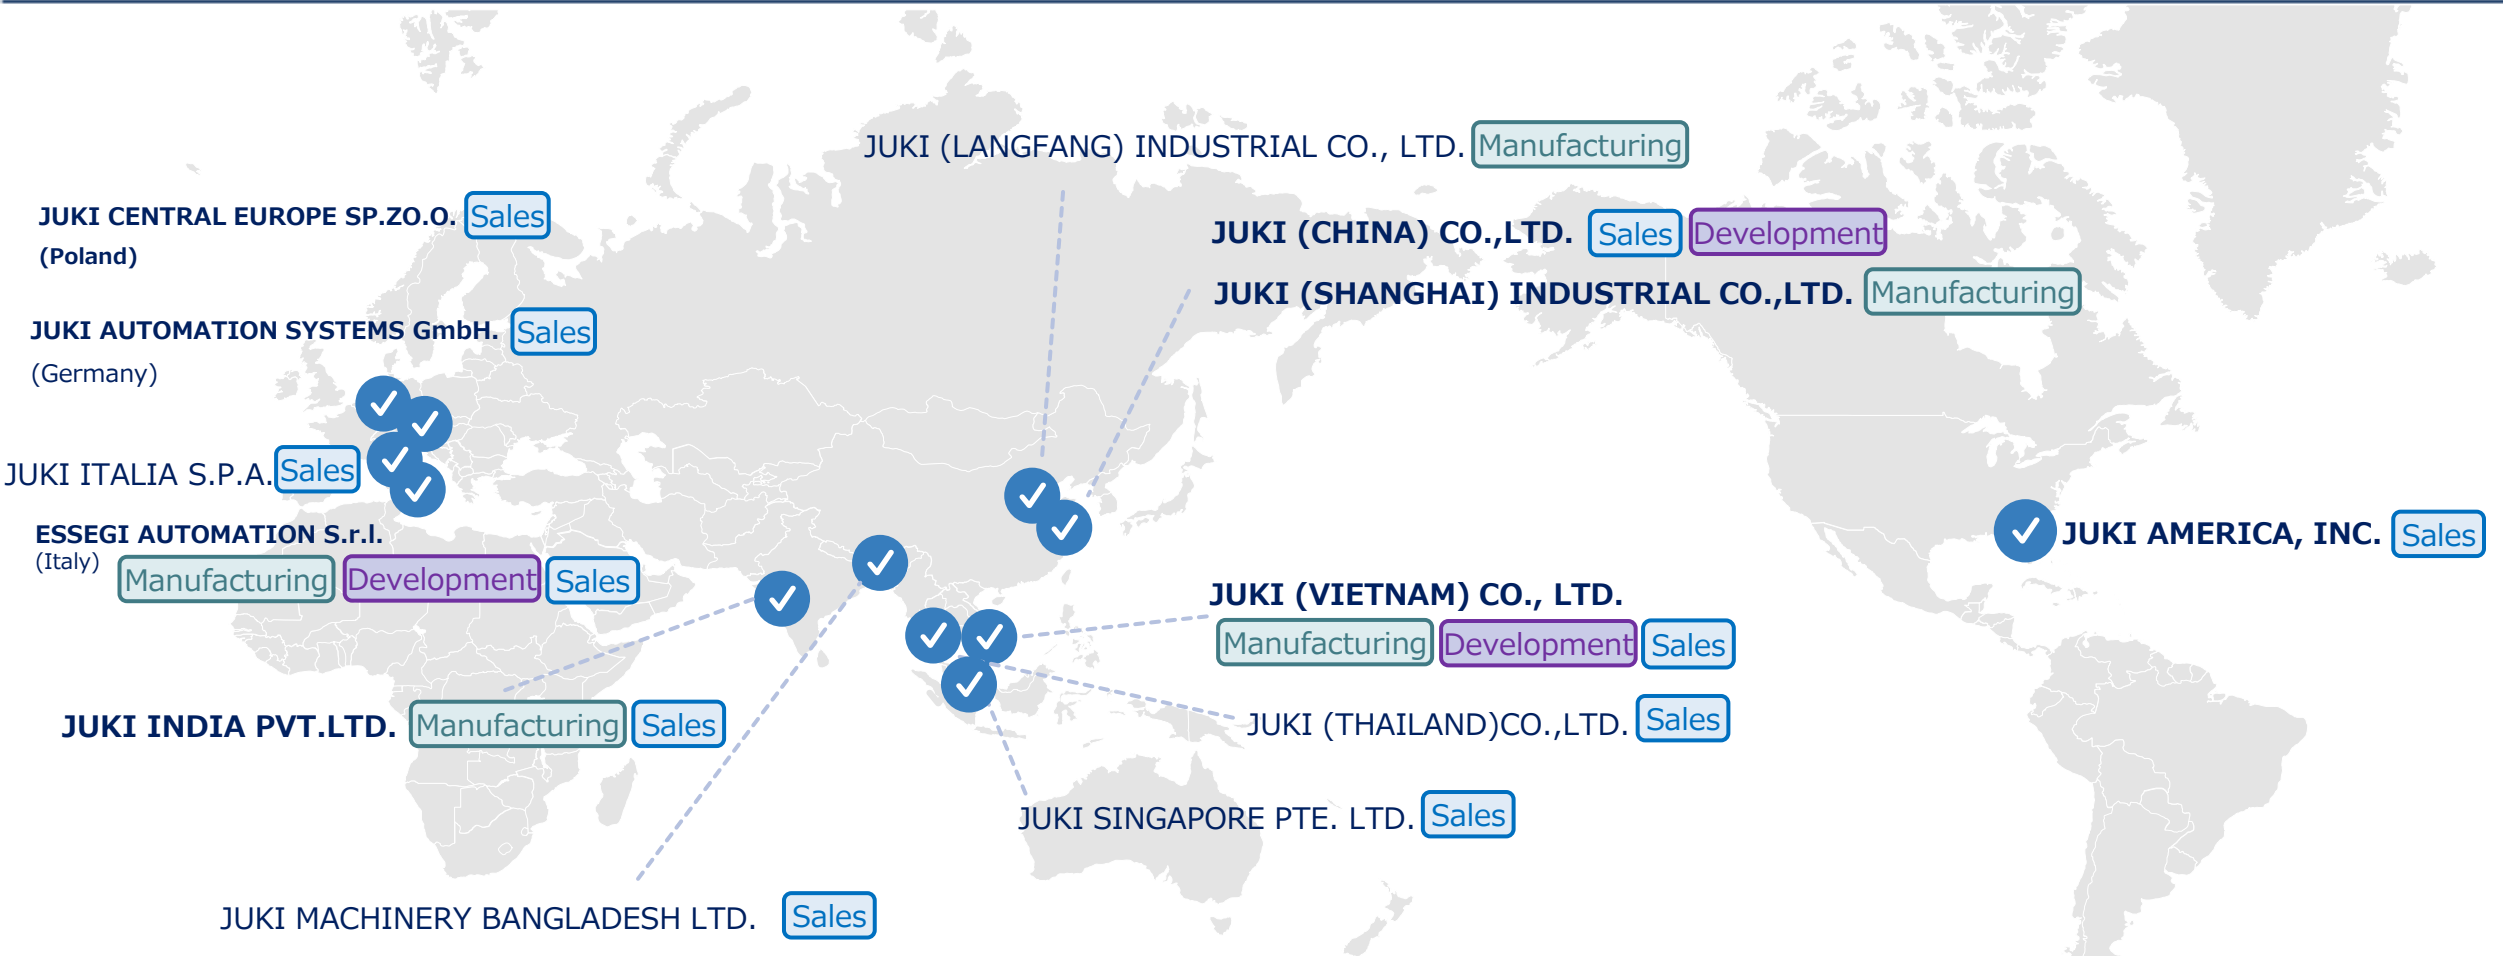 JUKI (LANGFANG) INDUSTRIAL CO., LTD. Manufacturing
JUKI CENTRAL EUROPE SP.ZO.O. Sales
(Poland)
JUKI (CHINA) CO.,LTD. Sales Development
JUKI (SHANGHAI) INDUSTRIAL CO.,LTD. Manufacturing
JUKI AUTOMATION SYSTEMS GmbH. Sales
(Germany)
JUKI ITALIA S.P.A. Sales
ESSEGI AUTOMATION S.r.l.
(Italy) Manufacturing Development Sales
JUKI AMERICA, INC. Sales
JUKI (VIETNAM) CO., LTD.
Manufacturing Development Sales
JUKI INDIA PVT.LTD. Manufacturing Sales
JUKI (THAILAND)CO.,LTD. Sales
JUKI SINGAPORE PTE. LTD. Sales
JUKI MACHINERY BANGLADESH LTD. Sales